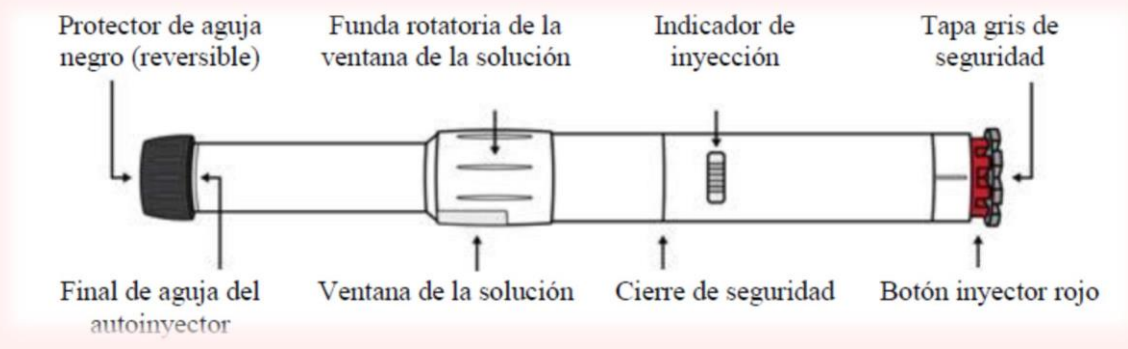 Protector de aguja
negro (reversible)
Funda rotatoria de la
ventana de la solución
Indicador de
inyección
Tapa gris de
seguridad
Final de aguja del
autoinyector
Ventana de la solución
Cierre de seguridad
Botón inyector rojo